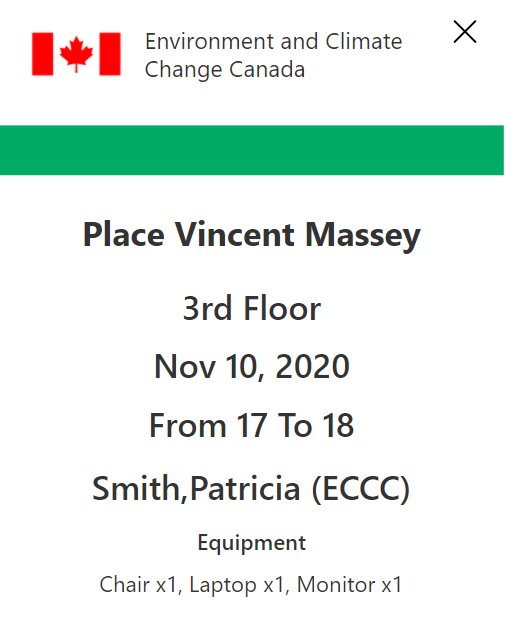 Environment and Climate
Change Canada
Place Vincent Massey
3rd Floor
Nov 10, 2020
From 17 To 18
Smith,Patricia (ECCC)
Equipment
Chair x1, Laptop x1, Monitor x1